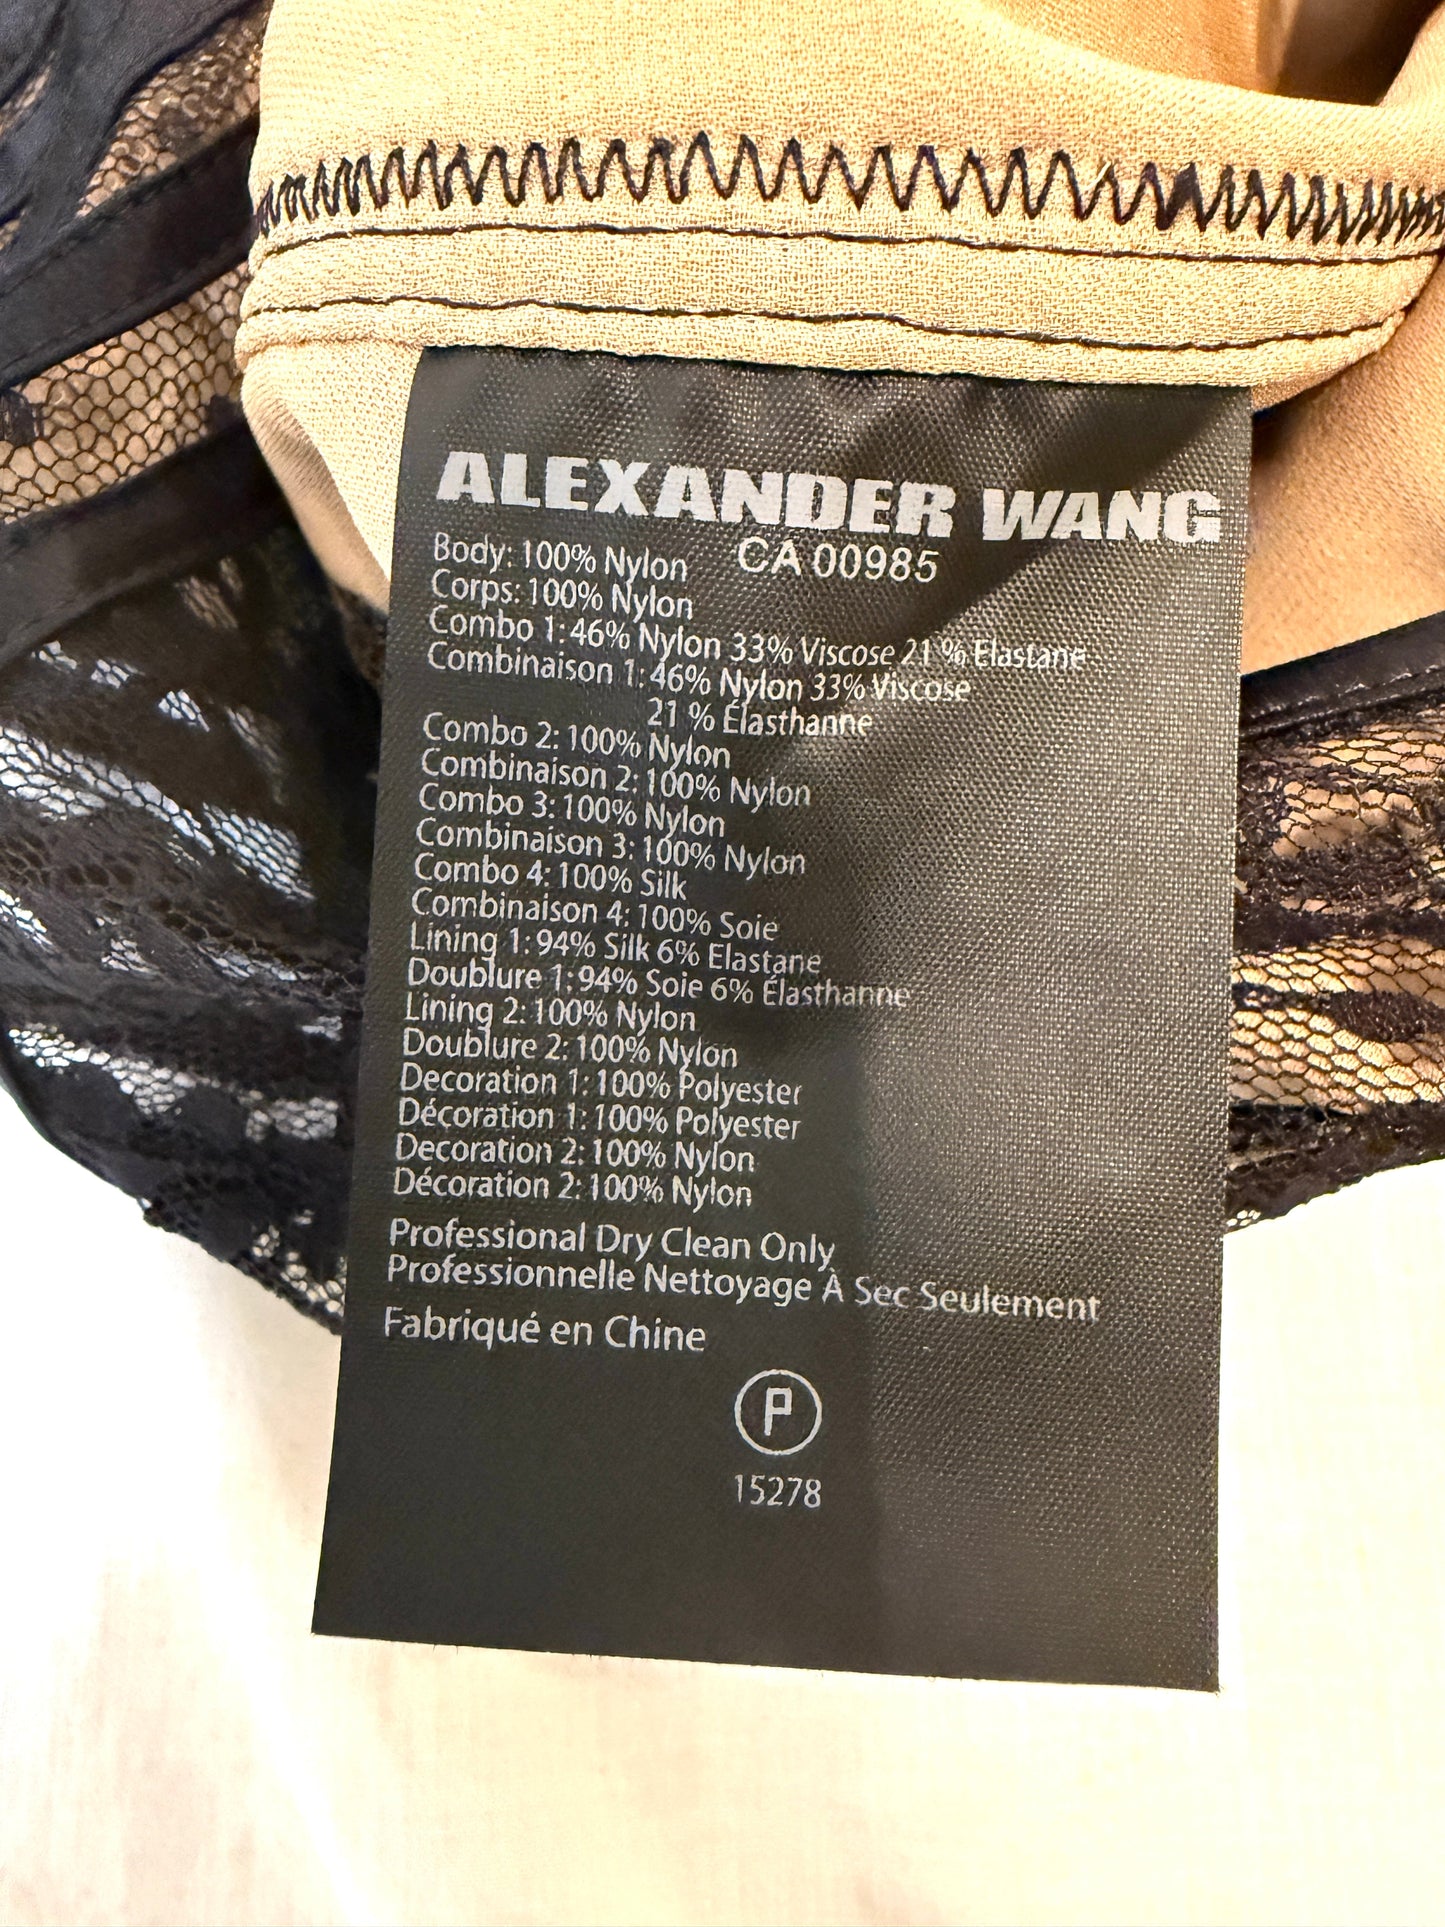 ALEXANDER WANG
CA 00985
Body: 100% Nylon
Corps: 100% Nylon
Combo 1: 46% Nylon 33% Viscose 21 % Elastane
Combinaison 1: 46% Nylon 33% Viscose
21 % Élasthanne
Combo 2: 100% Nylon
Combinaison 2: 100% Nylon
Combo 3: 100% Nylon
Combinaison 3: 100% Nylon
Combo 4: 100% Silk
Combinaison 4: 100% Soie
Lining 1: 94% Silk 6% Elastane
Doublure 1: 94% Soie 6% Élasthanne
Lining 2: 100% Nylon
Doublure 2: 100% Nylon
Decoration 1: 100% Polyester
Décoration 1: 100% Polyester
Decoration 2: 100% Nylon
Décoration 2: 100% Nylon
Professional Dry Clean Only
Professionnelle Nettoyage À Sec Seulement
Fabriqué en Chine
P
15278